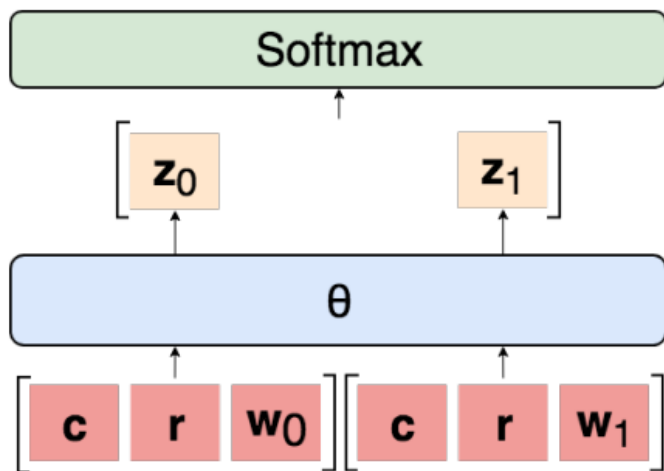 Softmax
z₀ z₁
θ
c r w₀ c r w₁